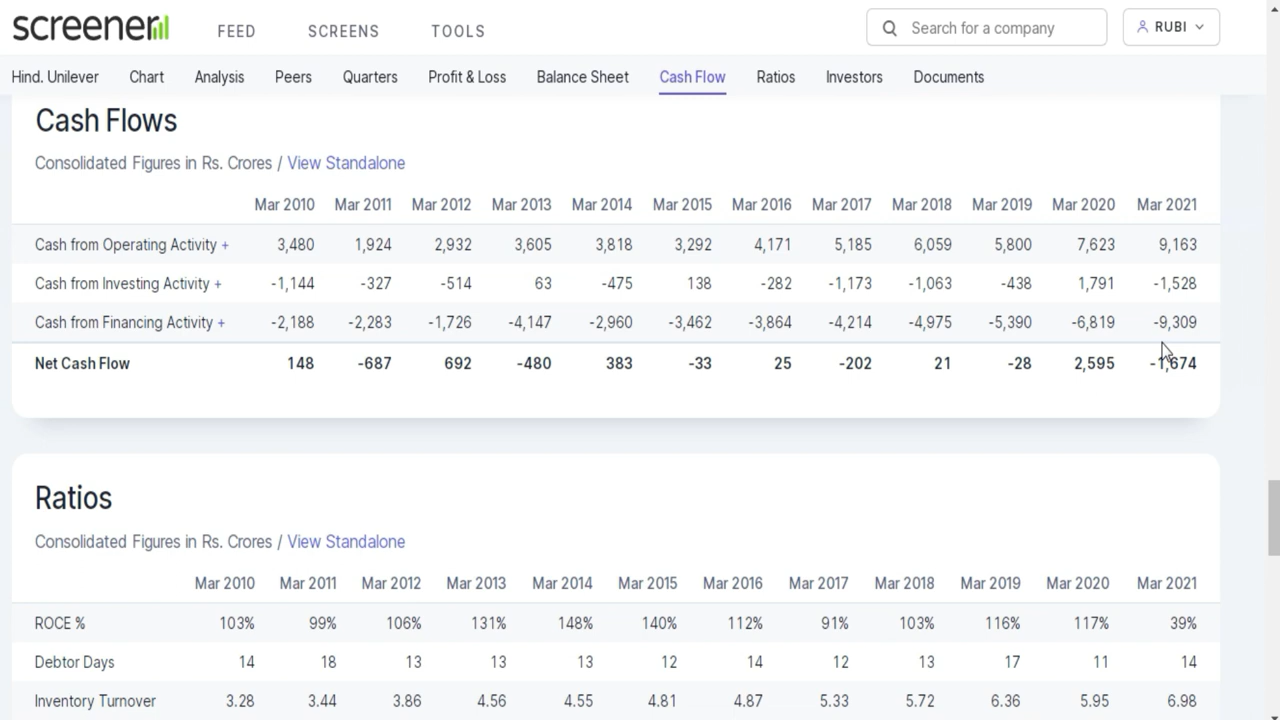 screener FEED SCREENS TOOLS Search for a company RUBI
Hind. Unilever Chart Analysis Peers Quarters Profit & Loss Balance Sheet Cash Flow Ratios Investors Documents
Cash Flows
Consolidated Figures in Rs. Crores / View Standalone
Mar 2010 Mar 2011 Mar 2012 Mar 2013 Mar 2014 Mar 2015 Mar 2016 Mar 2017 Mar 2018 Mar 2019 Mar 2020 Mar 2021
Cash from Operating Activity + 3,480 1,924 2,932 3,605 3,818 3,292 4,171 5,185 6,059 5,800 7,623 9,163
Cash from Investing Activity + -1,144 -327 -514 63 -475 138 -282 -1,173 -1,063 -438 1,791 -1,528
Cash from Financing Activity + -2,188 -2,283 -1,726 -4,147 -2,960 -3,462 -3,864 -4,214 -4,975 -5,390 -6,819 -9,309
Net Cash Flow 148 -687 692 -480 383 -33 25 -202 21 -28 2,595 -1,674
Ratios
Consolidated Figures in Rs. Crores / View Standalone
Mar 2010 Mar 2011 Mar 2012 Mar 2013 Mar 2014 Mar 2015 Mar 2016 Mar 2017 Mar 2018 Mar 2019 Mar 2020 Mar 2021
ROCE % 103% 99% 106% 131% 148% 140% 112% 91% 103% 116% 117% 39%
Debtor Days 14 18 13 13 13 12 14 12 13 17 11 14
Inventory Turnover 3.28 3.44 3.86 4.56 4.55 4.81 4.87 5.33 5.72 6.36 5.95 6.98